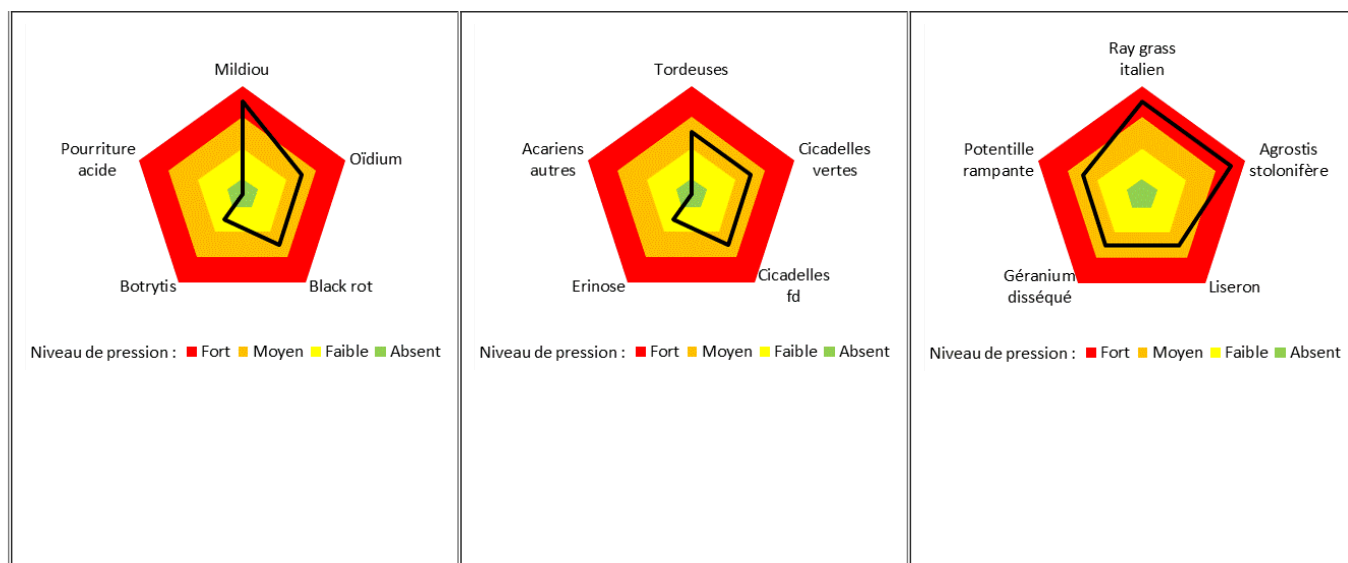 Mildiou
Pourriture
acide
Oïdium
Botrytis
Black rot
Niveau de pression : Fort Moyen Faible Absent
Tordeuses
Acariens
autres
Cicadelles
vertes
Erinose
Cicadelles
fd
Niveau de pression : Fort Moyen Faible Absent
Ray grass
italien
Potentille
rampante
Agrostis
stolonifère
Géranium
disséqué
Liseron
Niveau de pression : Fort Moyen Faible Absent